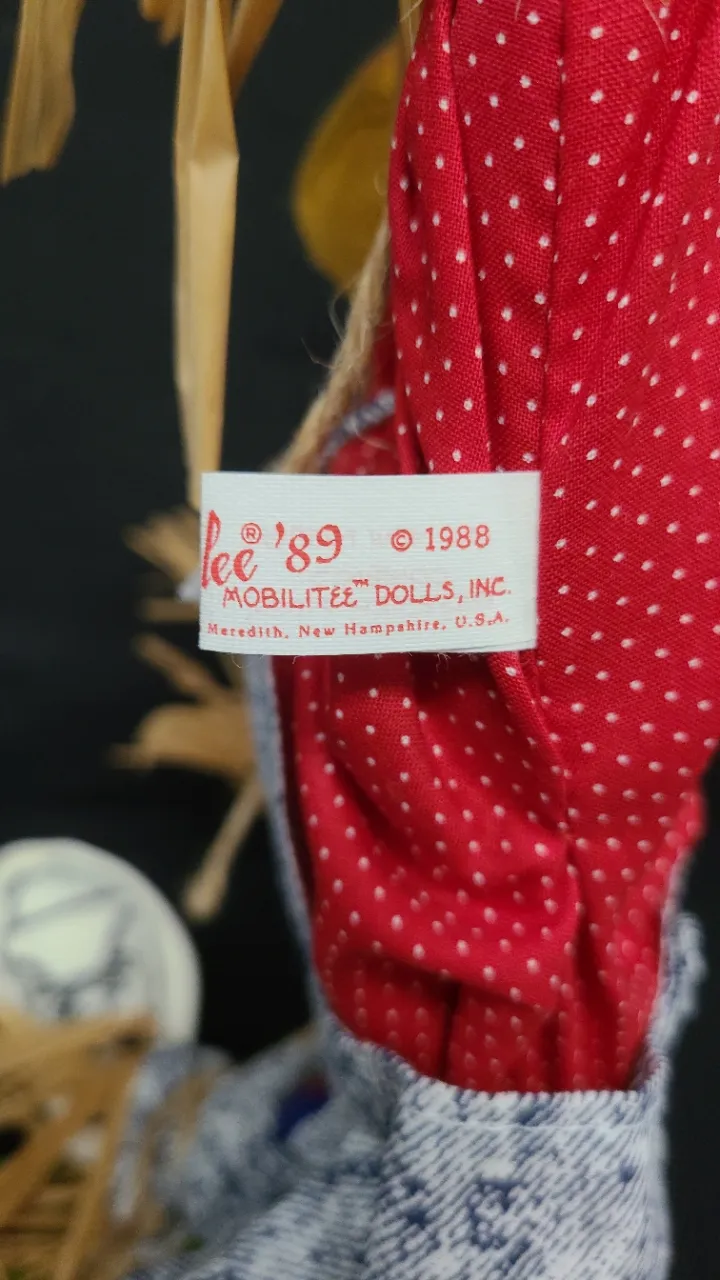 lee® '89 © 1988
MOBILITEE™ DOLLS, INC.
Meredith, New Hampshire, U.S.A.